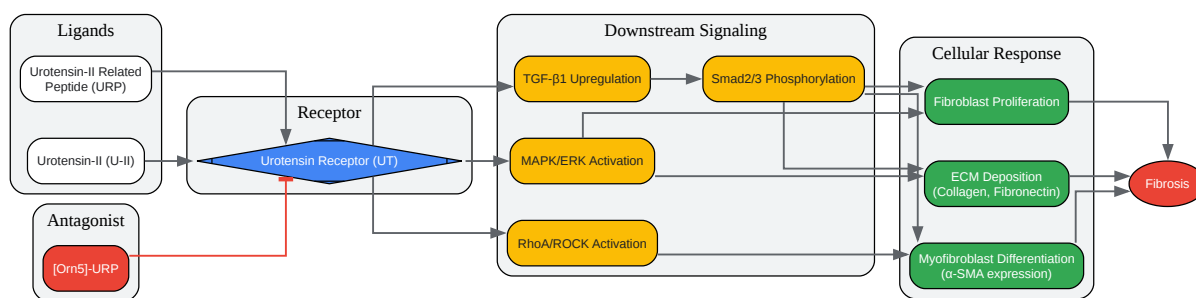 Ligands
Urotensin-II Related
Peptide (URP)
Urotensin-II (U-II)
Antagonist
[Orn5]-URP
Receptor
Urotensin Receptor (UT)
Downstream Signaling
TGF-β1 Upregulation
Smad2/3 Phosphorylation
MAPK/ERK Activation
RhoA/ROCK Activation
Cellular Response
Fibroblast Proliferation
ECM Deposition
(Collagen, Fibronectin)
Myofibroblast Differentiation
(α-SMA expression)
Fibrosis